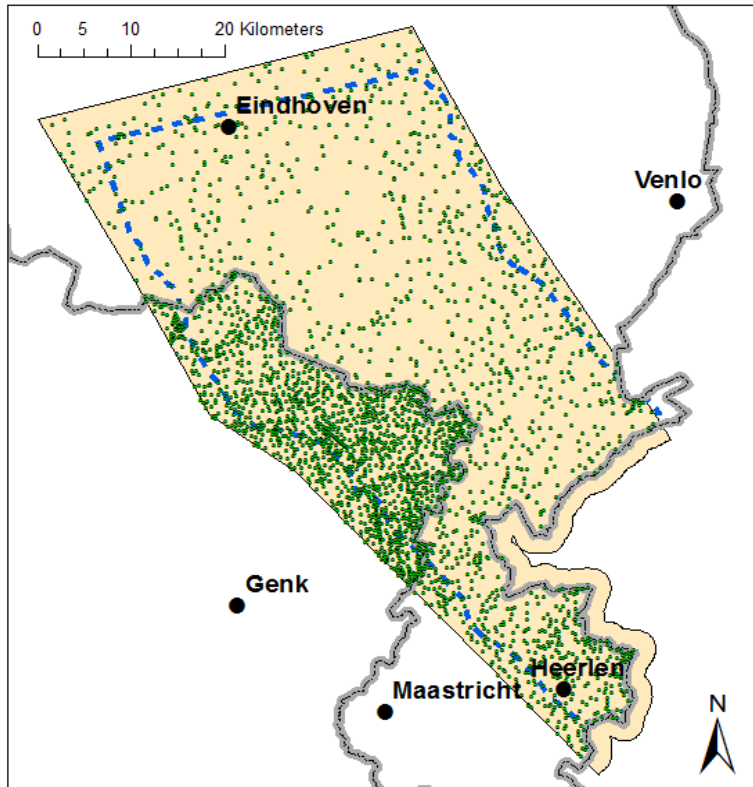 0 5 10 20 Kilometers
Eindhoven
Venlo
Genk
Heerlen
Maastricht
N